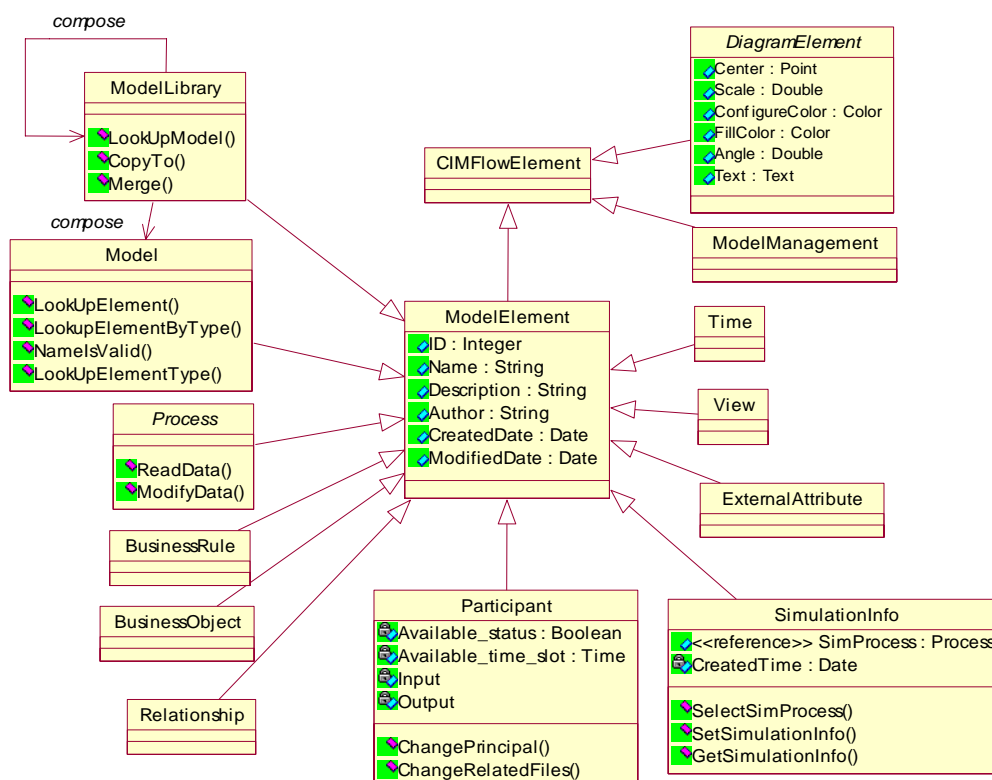 compose
ModelLibrary
LookUpModel()
CopyTo()
Merge()
compose
Model
LookUpElement()
LookupElementByType()
NameIsValid()
LookUpElementType()
Process
ReadData()
ModifyData()
BusinessRule
BusinessObject
Relationship
CIMFlowElement
ModelElement
ID : Integer
Name : String
Description : String
Author : String
CreatedDate : Date
ModifiedDate : Date
Participant
Available_status : Boolean
Available_time_slot : Time
Input
Output
ChangePrincipal()
ChangeRelatedFiles()
DiagramElement
Center : Point
Scale : Double
ConfigureColor : Color
FillColor : Color
Angle : Double
Text : Text
ModelManagement
Time
View
ExternalAttribute
SimulationInfo
<<reference>> SimProcess : Process
CreatedTime : Date
SelectSimProcess()
SetSimulationInfo()
GetSimulationInfo()